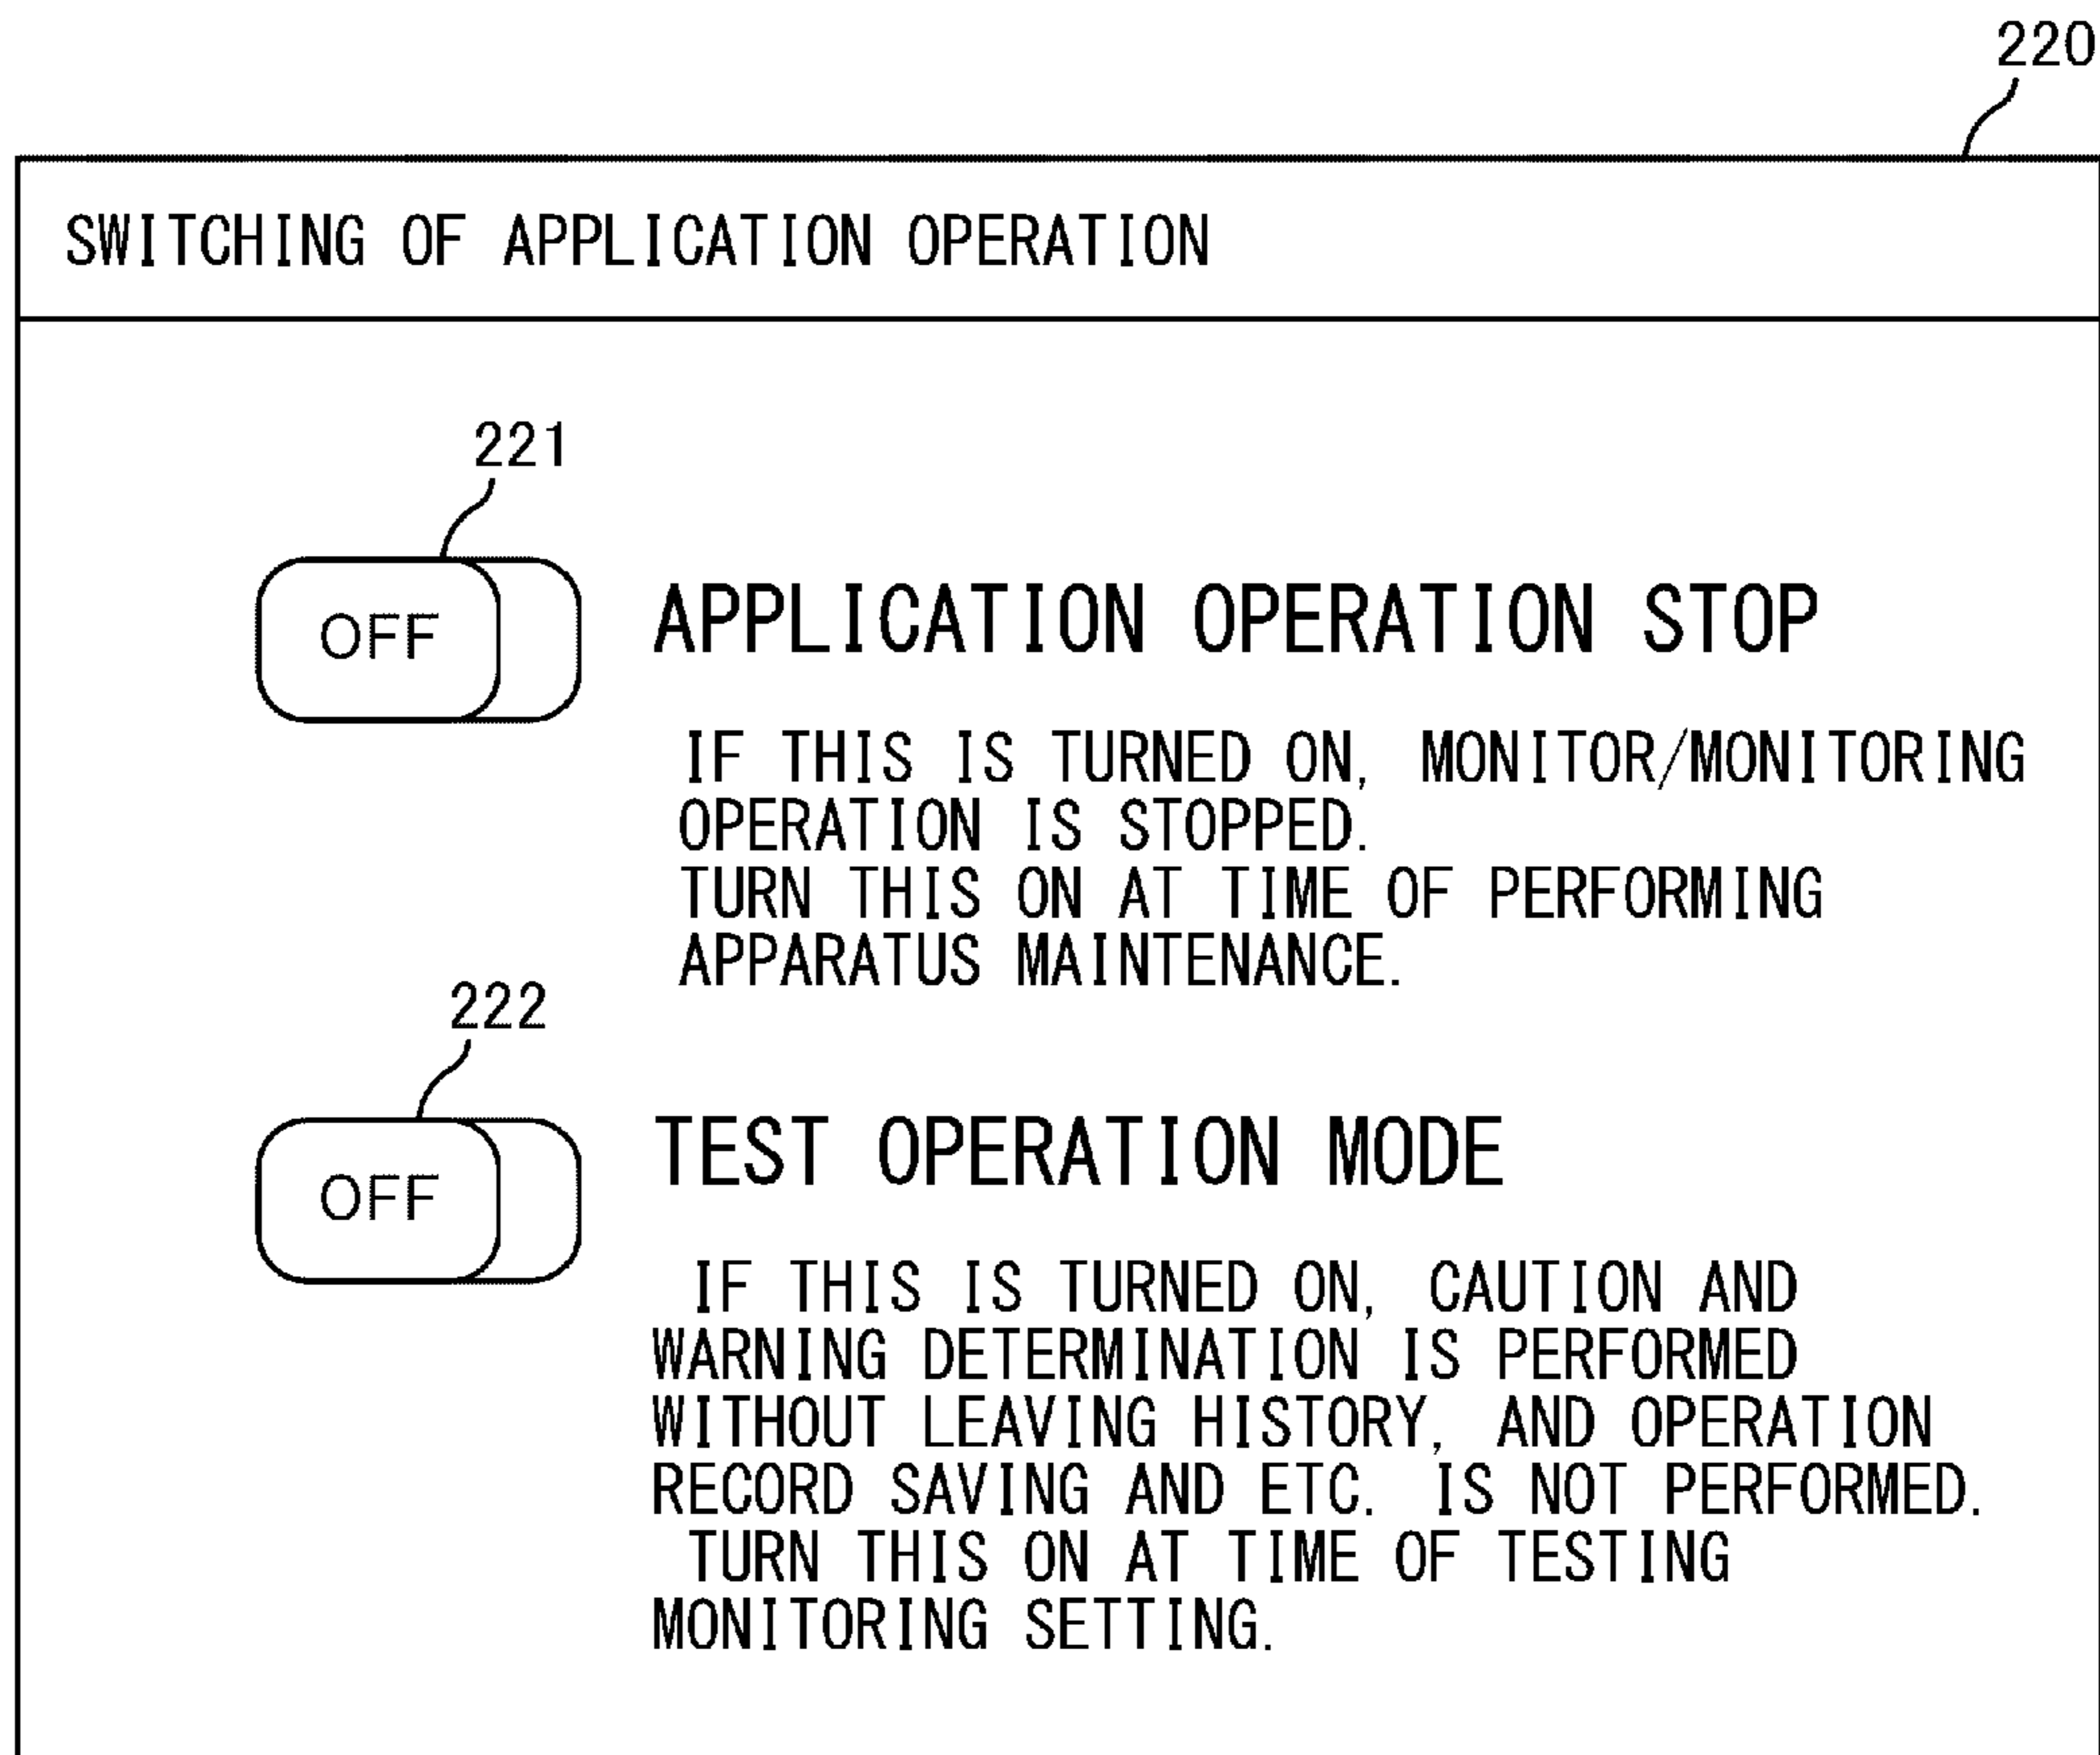 220
SWITCHING OF APPLICATION OPERATION
221
OFF
APPLICATION OPERATION STOP
IF THIS IS TURNED ON, MONITOR/MONITORING
OPERATION IS STOPPED.
TURN THIS ON AT TIME OF PERFORMING
APPARATUS MAINTENANCE.
222
OFF
TEST OPERATION MODE
IF THIS IS TURNED ON, CAUTION AND
WARNING DETERMINATION IS PERFORMED
WITHOUT LEAVING HISTORY, AND OPERATION
RECORD SAVING AND ETC. IS NOT PERFORMED.
TURN THIS ON AT TIME OF TESTING
MONITORING SETTING.